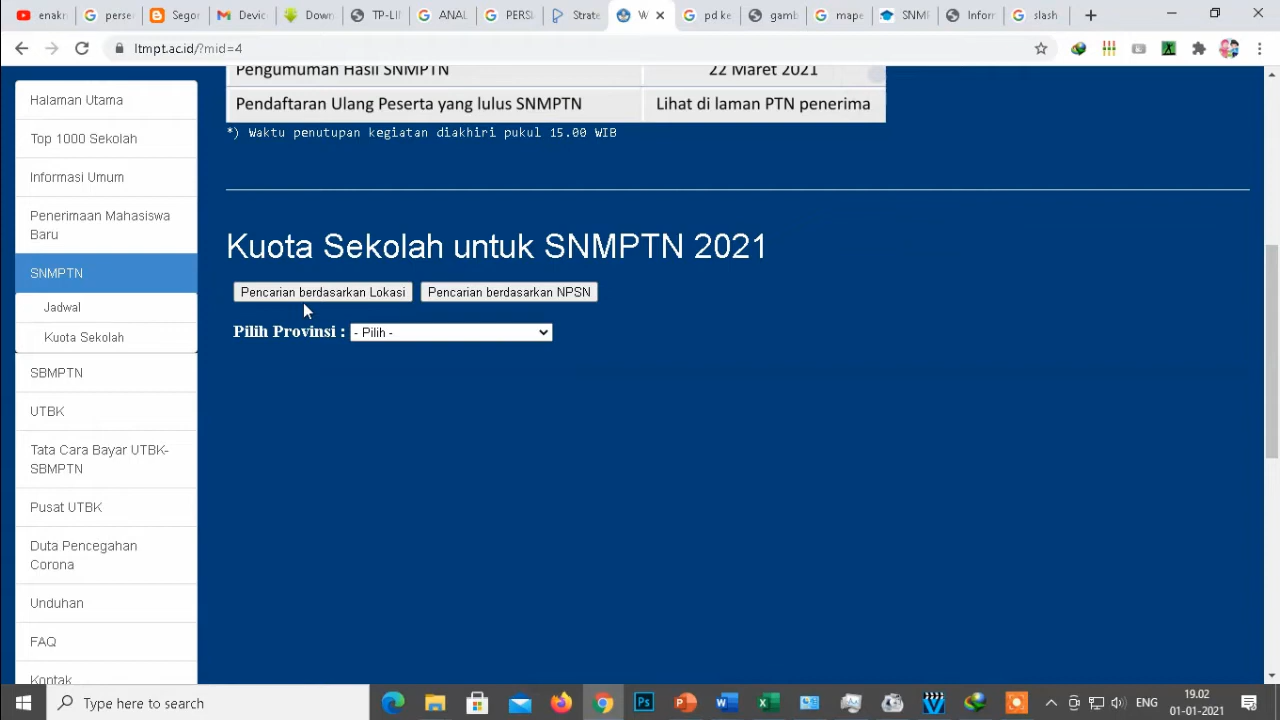 enakr
perse
Segor
Devic
Down
TP-LI
ANAL
PERS
Strate
W
pd ke
gamb
mape
SNM
Inforr
slast
ltmpt.ac.id/?mid=4
Halaman Utama
Top 1000 Sekolah
Informasi Umum
Penerimaan Mahasiswa
Baru
SNMPTN
Jadwal
Kuota Sekolah
SBMPTN
UTBK
Tata Cara Bayar UTBK-
SBMPTN
Pusat UTBK
Duta Pencegahan
Corona
Unduhan
FAQ
Kontak
Pengumuman Hasil SNMPTN 22 Maret 2021
Pendaftaran Ulang Peserta yang lulus SNMPTN Lihat di laman PTN penerima
*) Waktu penutupan kegiatan diakhiri pukul 15.00 WIB
Kuota Sekolah untuk SNMPTN 2021
Pencarian berdasarkan Lokasi Pencarian berdasarkan NPSN
Pilih Provinsi : - Pilih -
Type here to search
ENG
19.02
01-01-2021